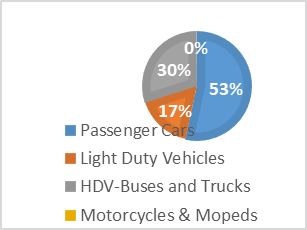 0%
30%
53%
17%
Passenger Cars
Light Duty Vehicles
HDV-Buses and Trucks
Motorcycles & Mopeds